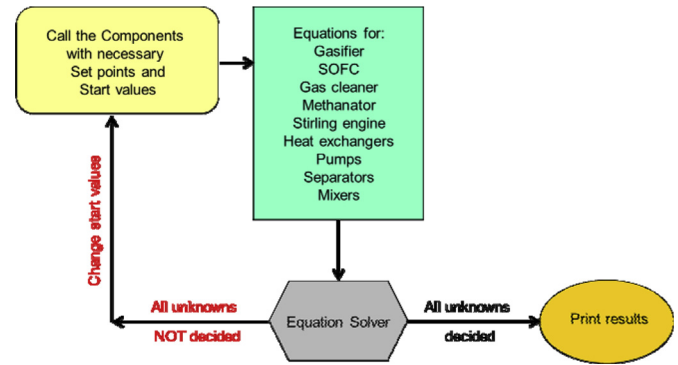 Call the Components
with necessary
Set points and
Start values
Equations for:
Gasifier
SOFC
Gas cleaner
Methanator
Stirling engine
Heat exchangers
Pumps
Separators
Mixers
Change start values
All unknowns
NOT decided
Equation Solver
All unknowns
decided
Print results